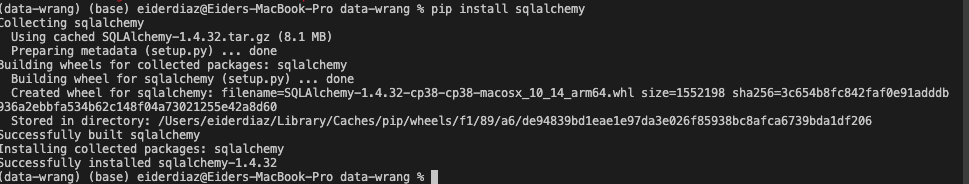 (data-wrang) (base) eiderdiaz@Eiders-MacBook-Pro data-wrang % pip install sqlalchemy
Collecting sqlalchemy
Using cached SQLAlchemy-1.4.32.tar.gz (8.1 MB)
Preparing metadata (setup.py) ... done
Building wheels for collected packages: sqlalchemy
Building wheel for sqlalchemy (setup.py) ... done
Created wheel for sqlalchemy: filename=SQLAlchemy-1.4.32-cp38-cp38-macosx_10_14_arm64.whl size=1552198 sha256=3c654b8fc842faf0e91adddb
936a2ebbfa534b62c148f04a73021255e42a8d60
Stored in directory: /Users/eiderdiaz/Library/Caches/pip/wheels/f1/89/a6/de94839bd1eae1e97da3e026f85938bc8afca6739bda1df206
Successfully built sqlalchemy
Installing collected packages: sqlalchemy
Successfully installed sqlalchemy-1.4.32
(data-wrang) (base) eiderdiaz@Eiders-MacBook-Pro data-wrang %